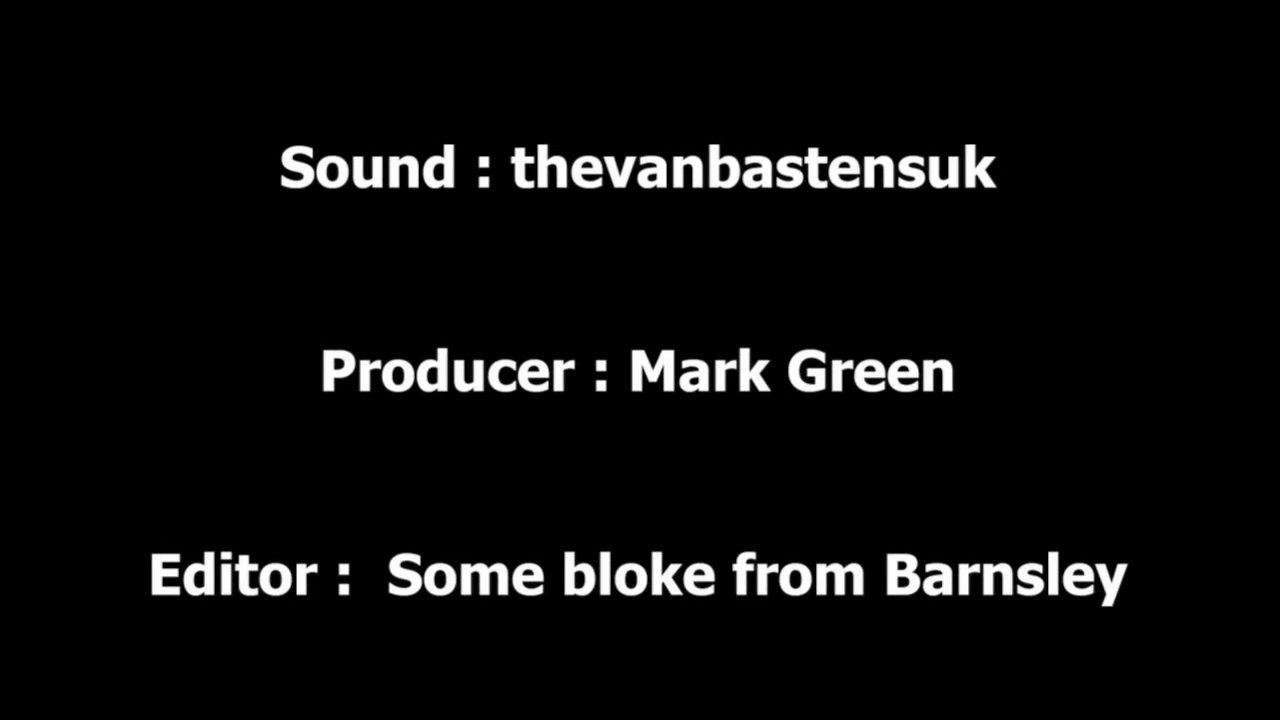 Sound : thevanbastensuk
Producer : Mark Green
Editor :  Some bloke from Barnsley